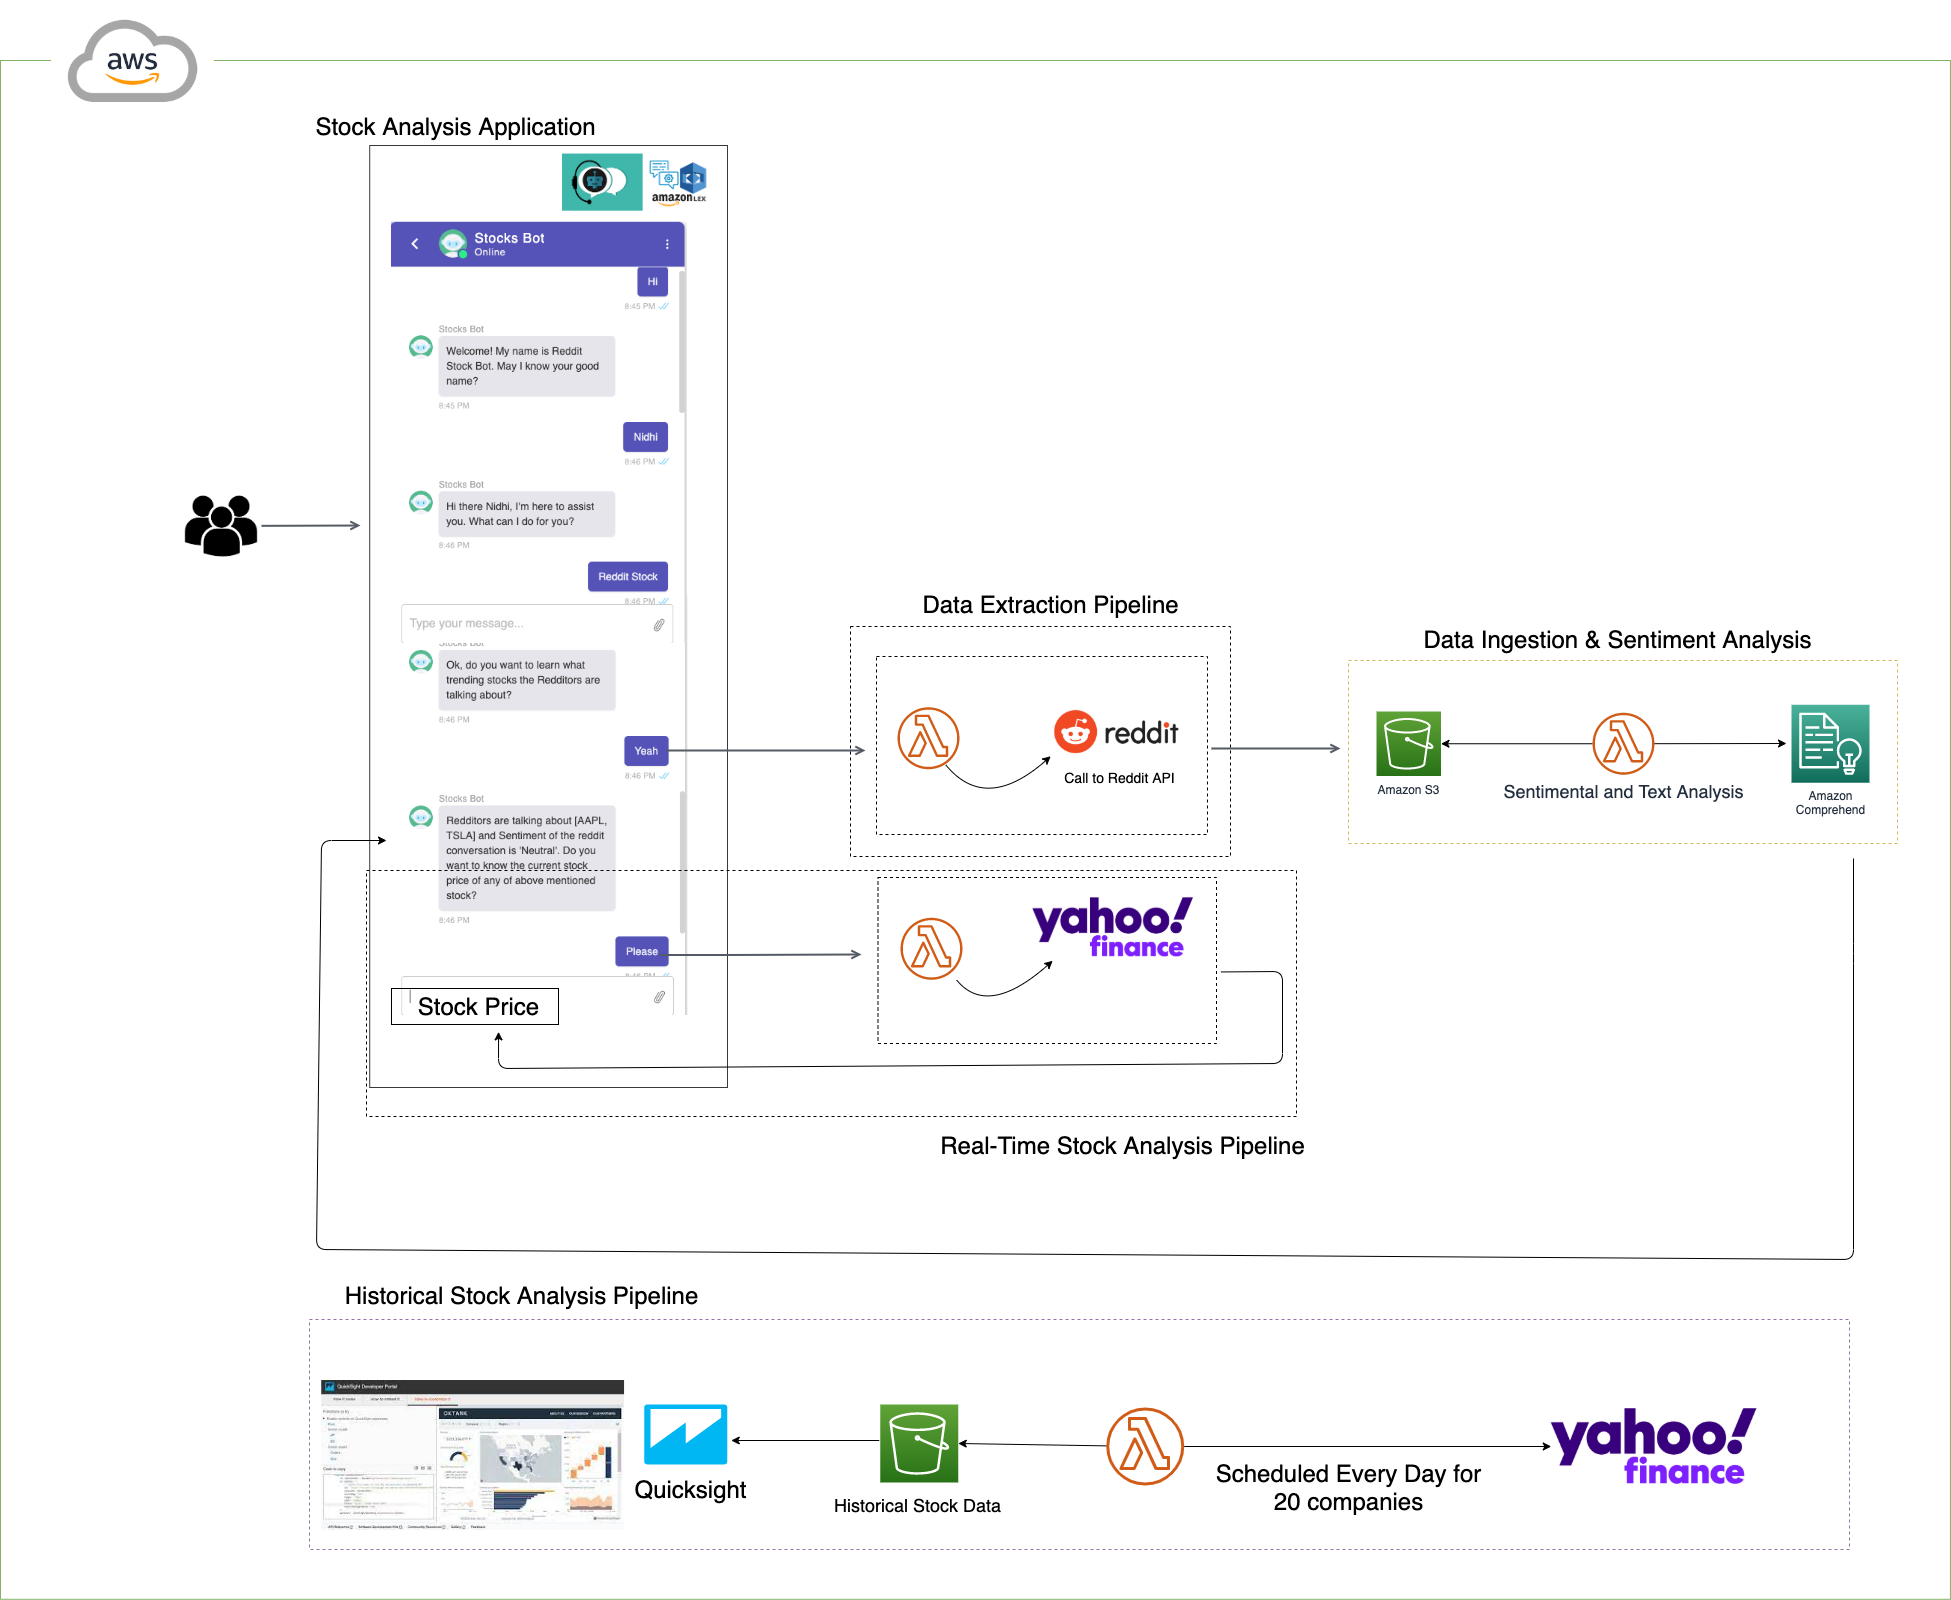 aws
Stock Analysis Application
amazon LEX
Stocks Bot
Online
Hi
8:45 PM
Stocks Bot
Welcome! My name is Reddit
Stock Bot. May I know your good
name?
8:45 PM
Nidhi
8:46 PM
Stocks Bot
Hi there Nidhi, I'm here to assist
you. What can I do for you?
8:46 PM
Reddit Stock
8:46 PM
Type your message...
Stocks Bot
Ok, do you want to learn what
trending stocks the Redditors are
talking about?
8:46 PM
Yeah
8:46 PM
Stocks Bot
Redditors are talking about [AAPL,
TSLA] and Sentiment of the reddit
conversation is 'Neutral'. Do you
want to know the current stock
price of any of above mentioned
stock?
8:46 PM
Please
8:46 PM
Stock Price
Data Extraction Pipeline
reddit
Call to Reddit API
Data Ingestion & Sentiment Analysis
Amazon S3
Sentimental and Text Analysis
Amazon
Comprehend
yahoo!
finance
Real-Time Stock Analysis Pipeline
Historical Stock Analysis Pipeline
QuickSight Developer Portal
Quicksight
Historical Stock Data
Scheduled Every Day for
20 companies
yahoo!
finance